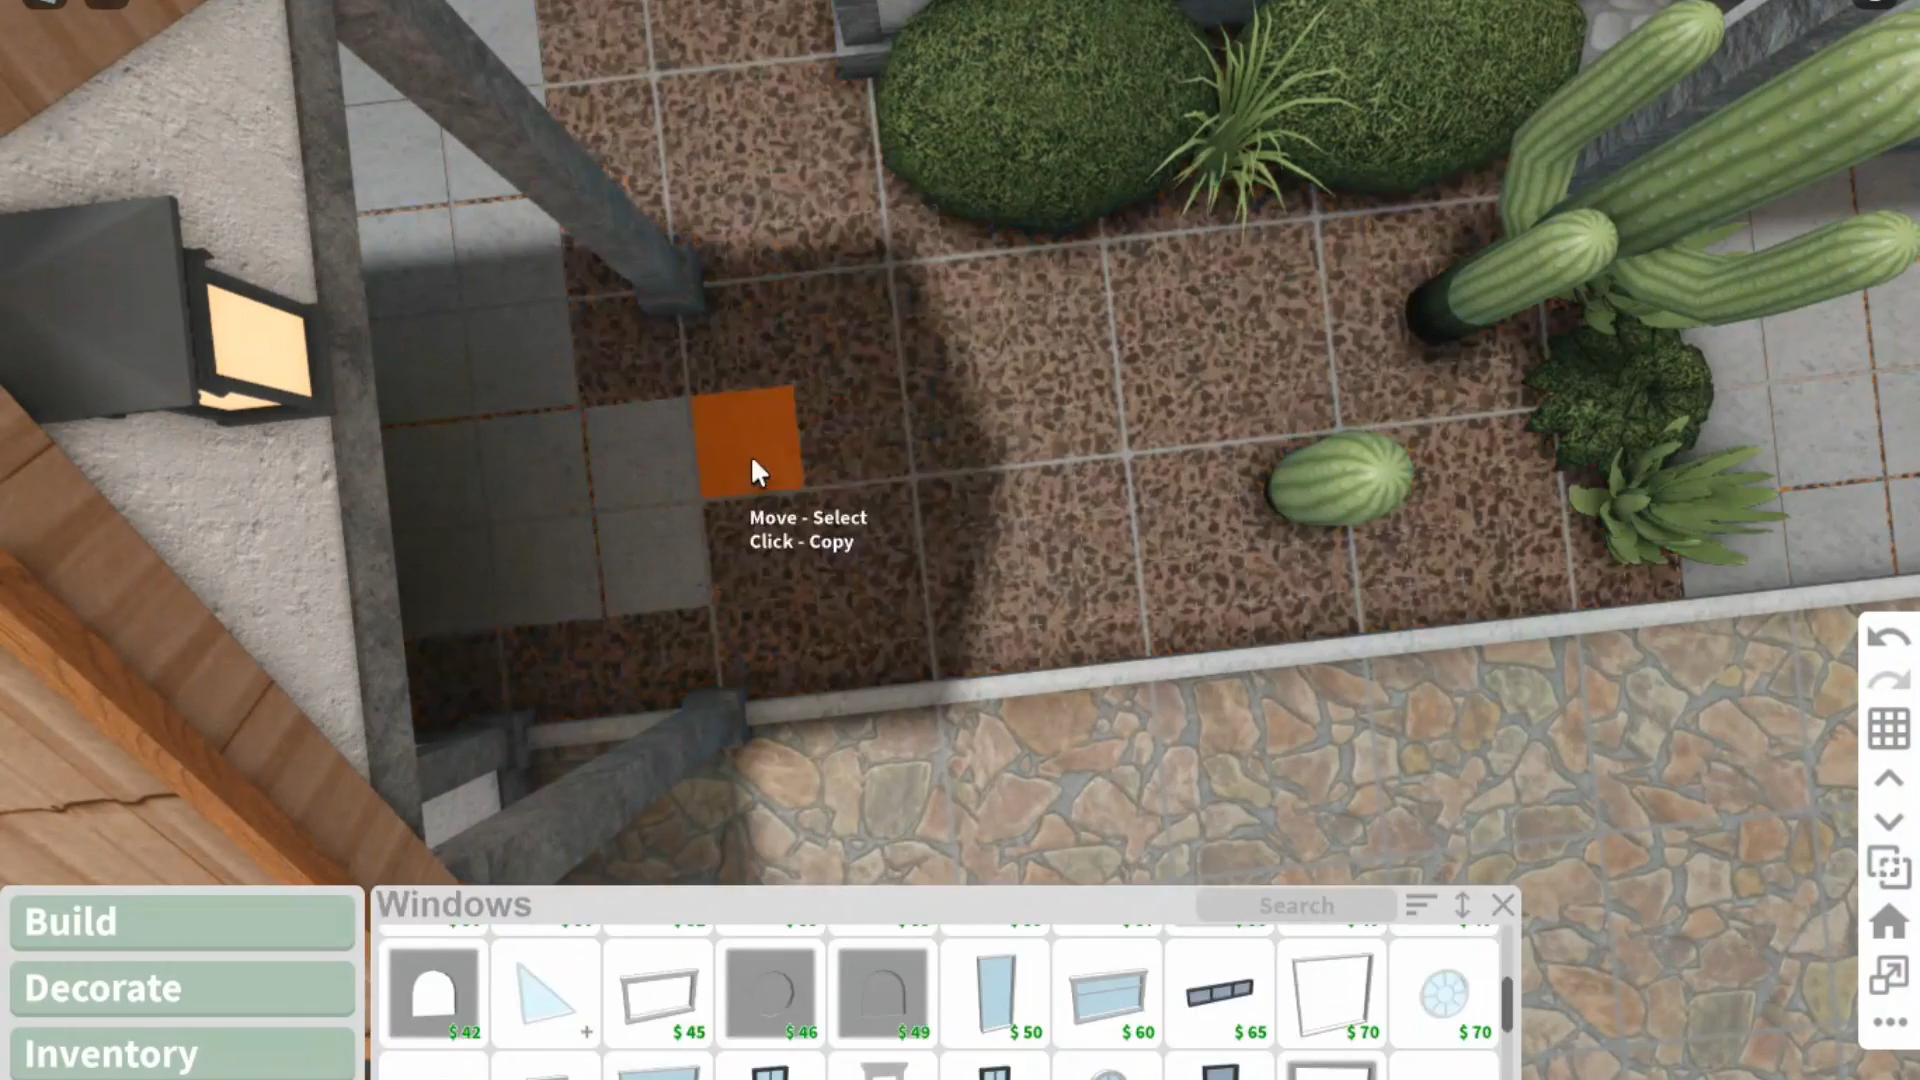 Move - Select
Click - Copy
Build
Decorate
Inventory
Windows
Search
$ 42
+
$ 45
$ 46
$ 49
$ 50
$ 60
$ 65
$ 70
$ 70